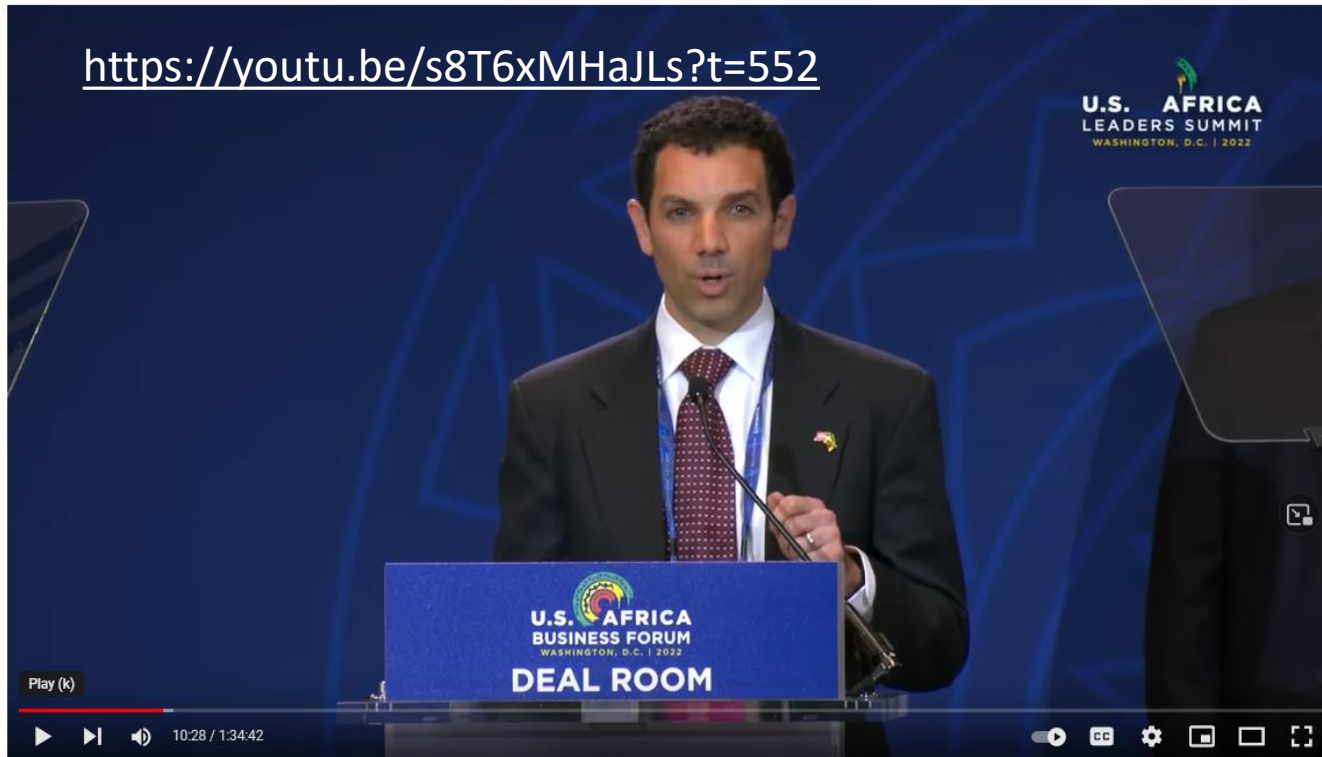 https://youtu.be/s8T6xMHaJLs?t=552
U.S. AFRICA
LEADERS SUMMIT
WASHINGTON, D.C. | 2022
U.S. AFRICA
BUSINESS FORUM
WASHINGTON, D.C. | 2022
DEAL ROOM
Play (k)
10:28 / 1:34:42
CC